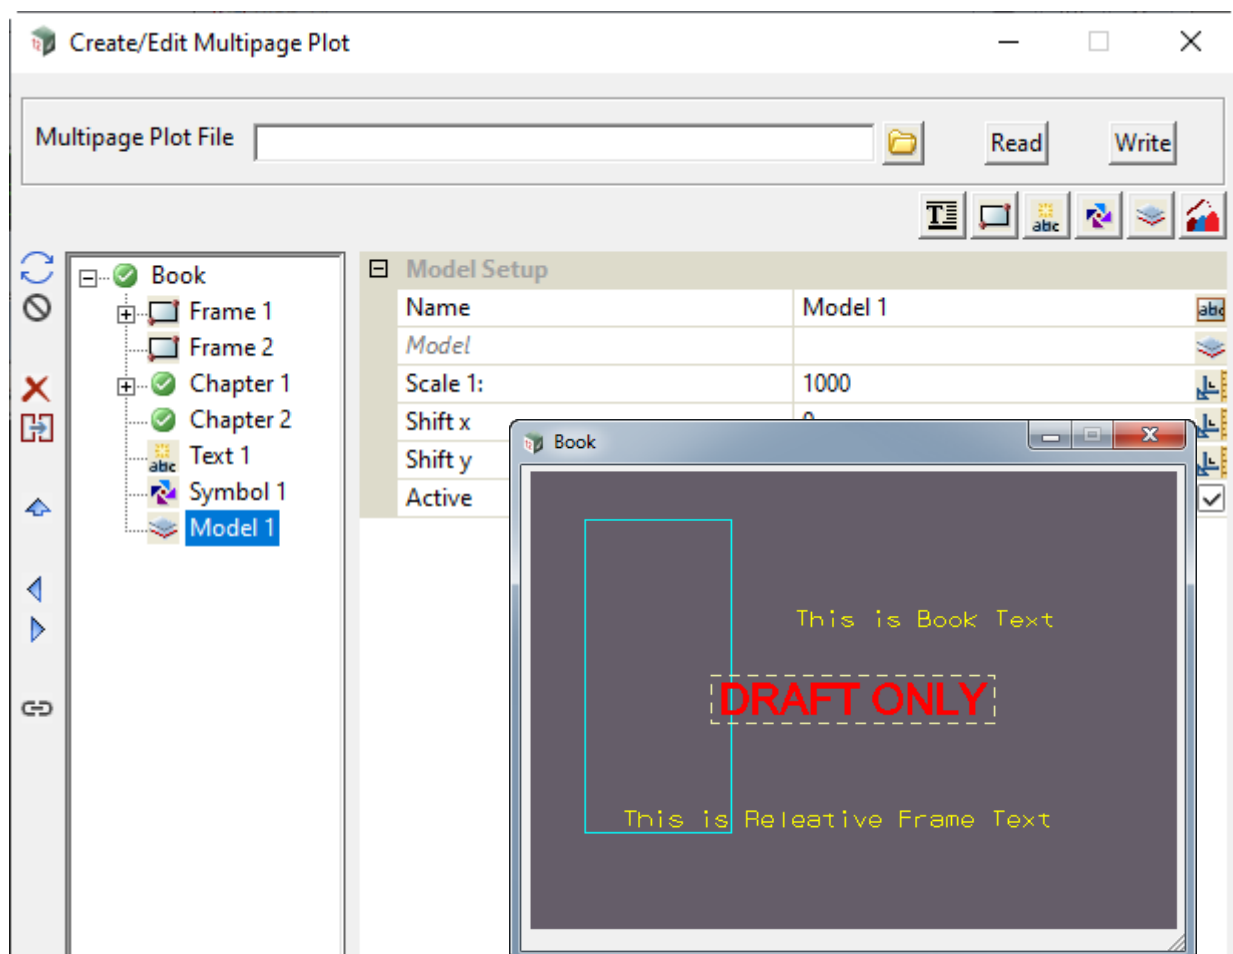 Create/Edit Multipage Plot
Multipage Plot File
Read
Write
Book
Frame 1
Frame 2
Chapter 1
Chapter 2
Text 1
Symbol 1
Model 1
Model Setup
Name Model 1
Model
Scale 1: 1000
Shift x
Shift y
Active
Book
This is Book Text
DRAFT ONLY
This is Releative Frame Text